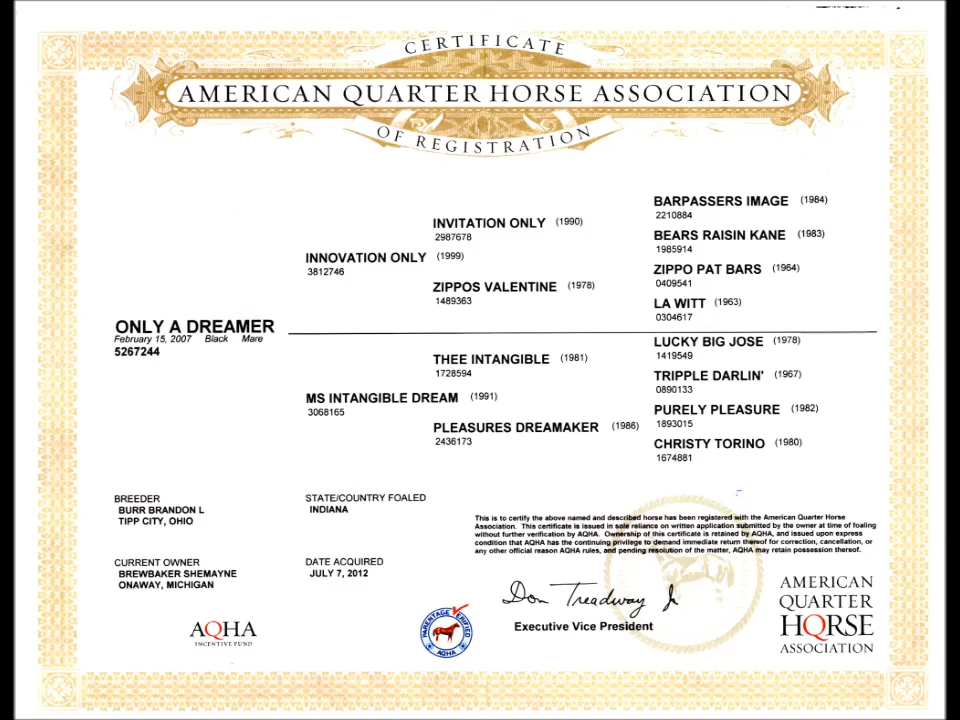 CERTIFICATE
AMERICAN QUARTER HORSE ASSOCIATION
OF REGISTRATION
BARPASSERS IMAGE (1984)
2210884
INVITATION ONLY (1990)
2987678
BEARS RAISIN KANE (1983)
1985914
INNOVATION ONLY (1999)
3812746
ZIPPO PAT BARS (1964)
0409541
ZIPPOS VALENTINE (1978)
1489363
LA WITT (1963)
0304617
ONLY A DREAMER
February 15, 2007 Black Mare
5267244
LUCKY BIG JOSE (1978)
1419549
THEE INTANGIBLE (1981)
1728594
TRIPPLE DARLIN' (1967)
0890133
MS INTANGIBLE DREAM (1991)
3068165
PURELY PLEASURE (1982)
1893015
PLEASURES DREAMAKER (1986)
2436173
CHRISTY TORINO (1980)
1674881
BREEDER
BURR BRANDON L
TIPP CITY, OHIO
STATE/COUNTRY FOALED
INDIANA
This is to certify the above named and described horse has been registered with the American Quarter Horse
Association. This certificate is issued in sole reliance on written application submitted by the owner at time of foaling
without further verification by AQHA. Ownership of this certificate is retained by AQHA, and issued upon express
condition that AQHA has the continuing privilege to demand immediate return thereof for correction, cancellation, or
any other official reason AQHA rules, and pending resolution of the matter, AQHA may retain possession thereof.
CURRENT OWNER
BREWBAKER SHEMAYNE
ONAWAY, MICHIGAN
DATE ACQUIRED
JULY 7, 2012
Don Treadway Jr
Executive Vice President
AQHA
INCENTIVE FUND
PARENTAGE VERIFIED
AQHA
AMERICAN
QUARTER
HORSE
ASSOCIATION